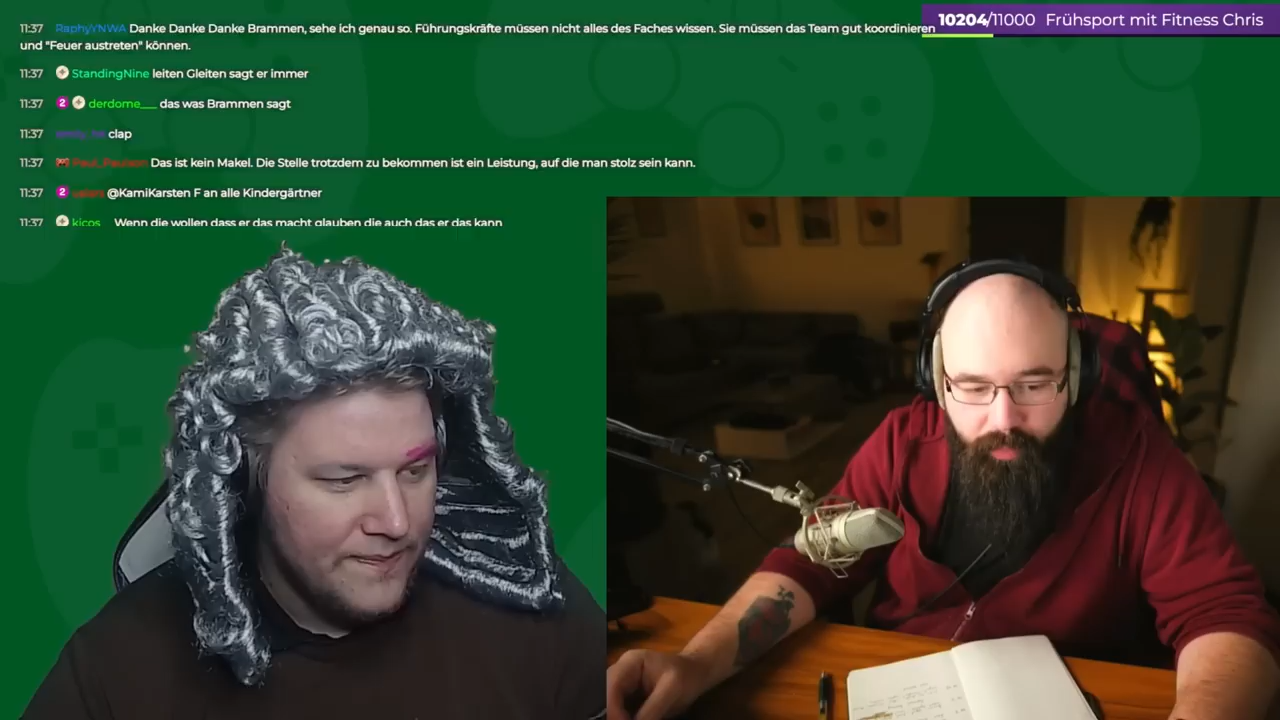 10204/11000 Frühsport mit Fitness Chris
11:37 RaphyYNWA Danke Danke Danke Brammen, sehe ich genau so. Führungskräfte müssen nicht alles des Faches wissen. Sie müssen das Team gut koordinieren
und "Feuer austreten" können.
11:37 StandingNine leiten Gleiten sagt er immer
11:37 2 derdome___ das was Brammen sagt
11:37 clap
11:37 Paul_Paulson Das ist kein Makel. Die Stelle trotzdem zu bekommen ist ein Leistung, auf die man stolz sein kann.
11:37 2 @KamiKarsten F an alle Kindergärtner
11:37 kicos Wenn die wollen dass er das macht glauben die auch das er das kann